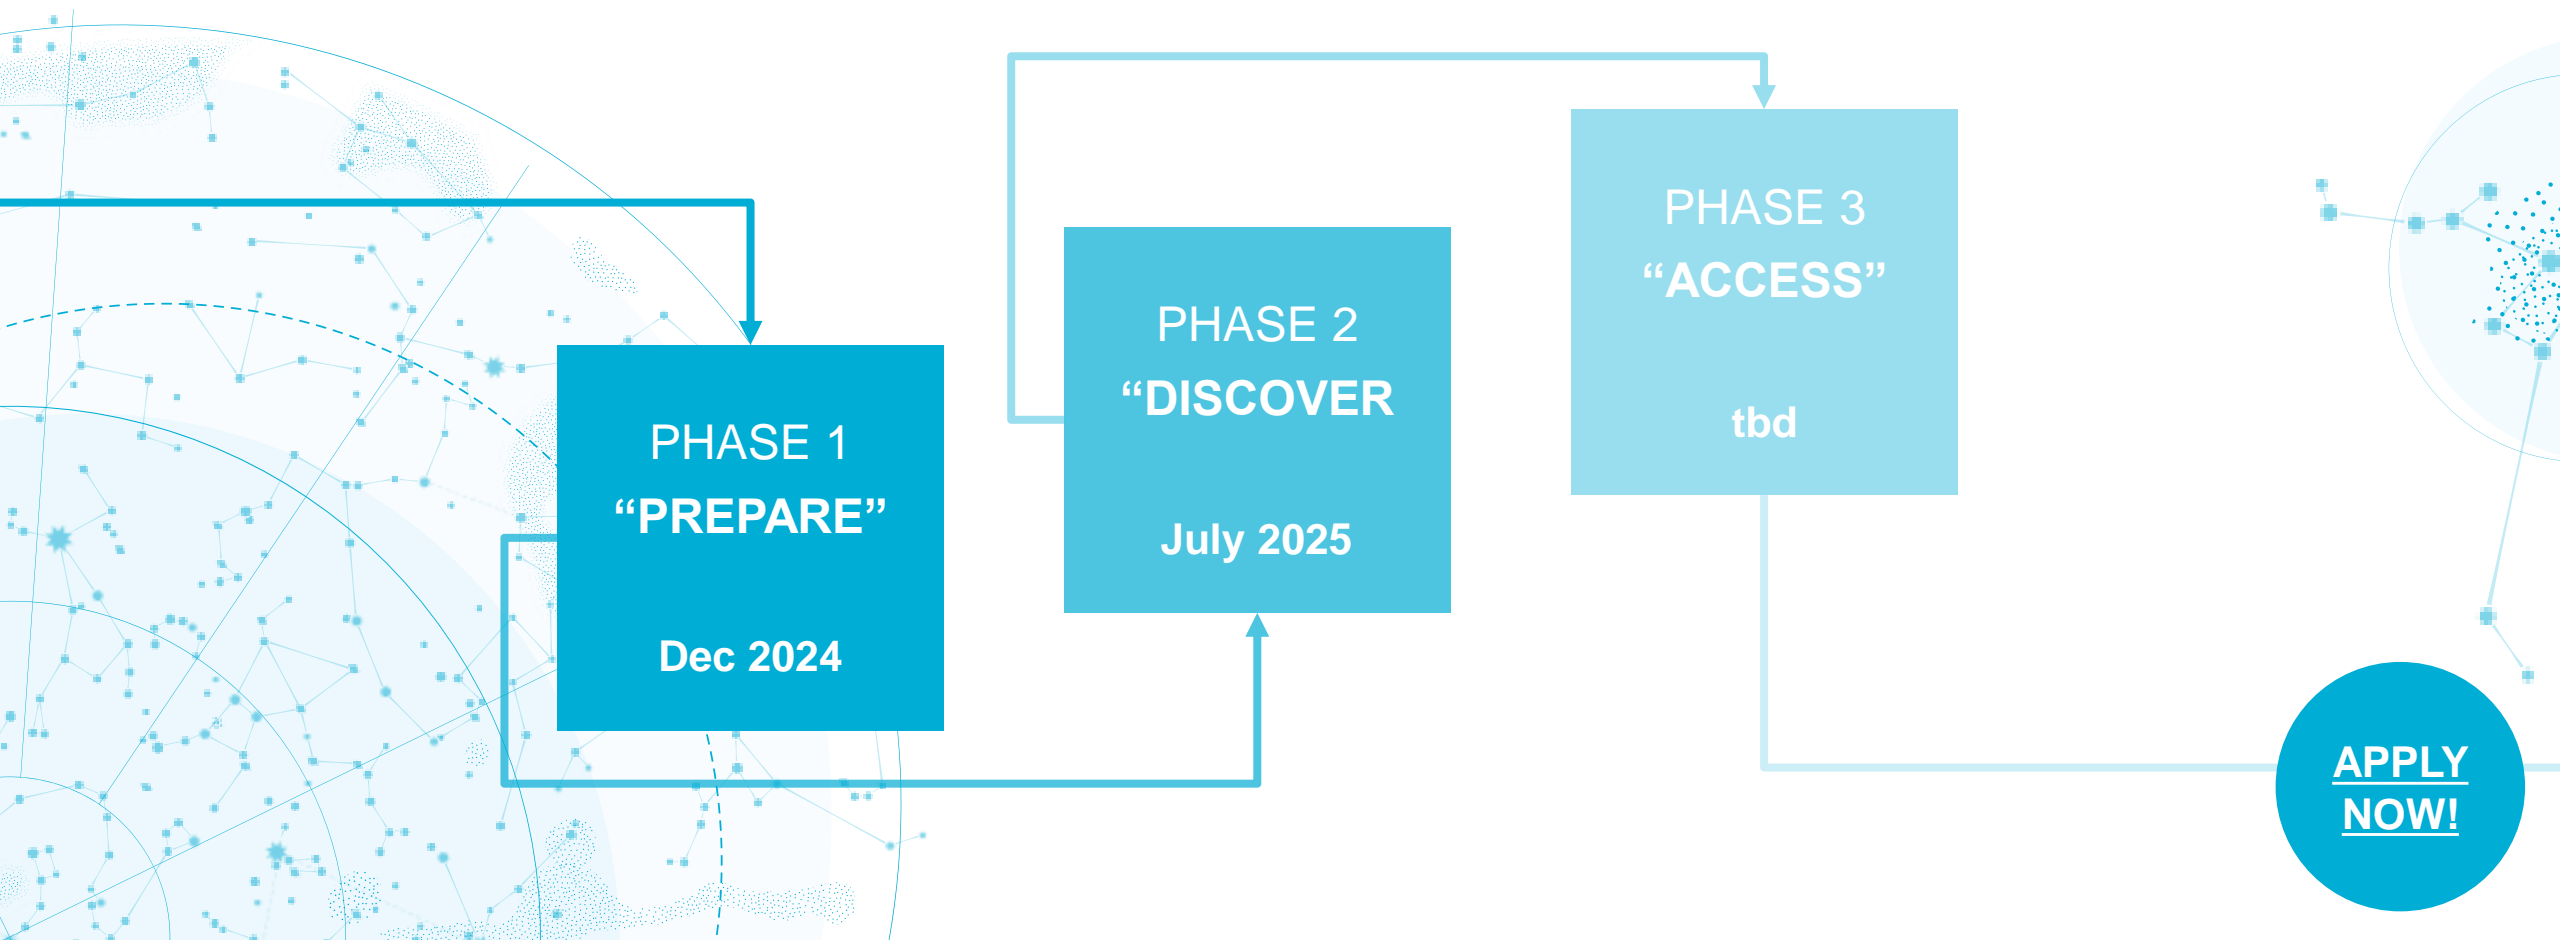 PHASE 1
“PREPARE”
Dec 2024
PHASE 2
“DISCOVER
July 2025
PHASE 3
“ACCESS”
tbd
APPLY
NOW!